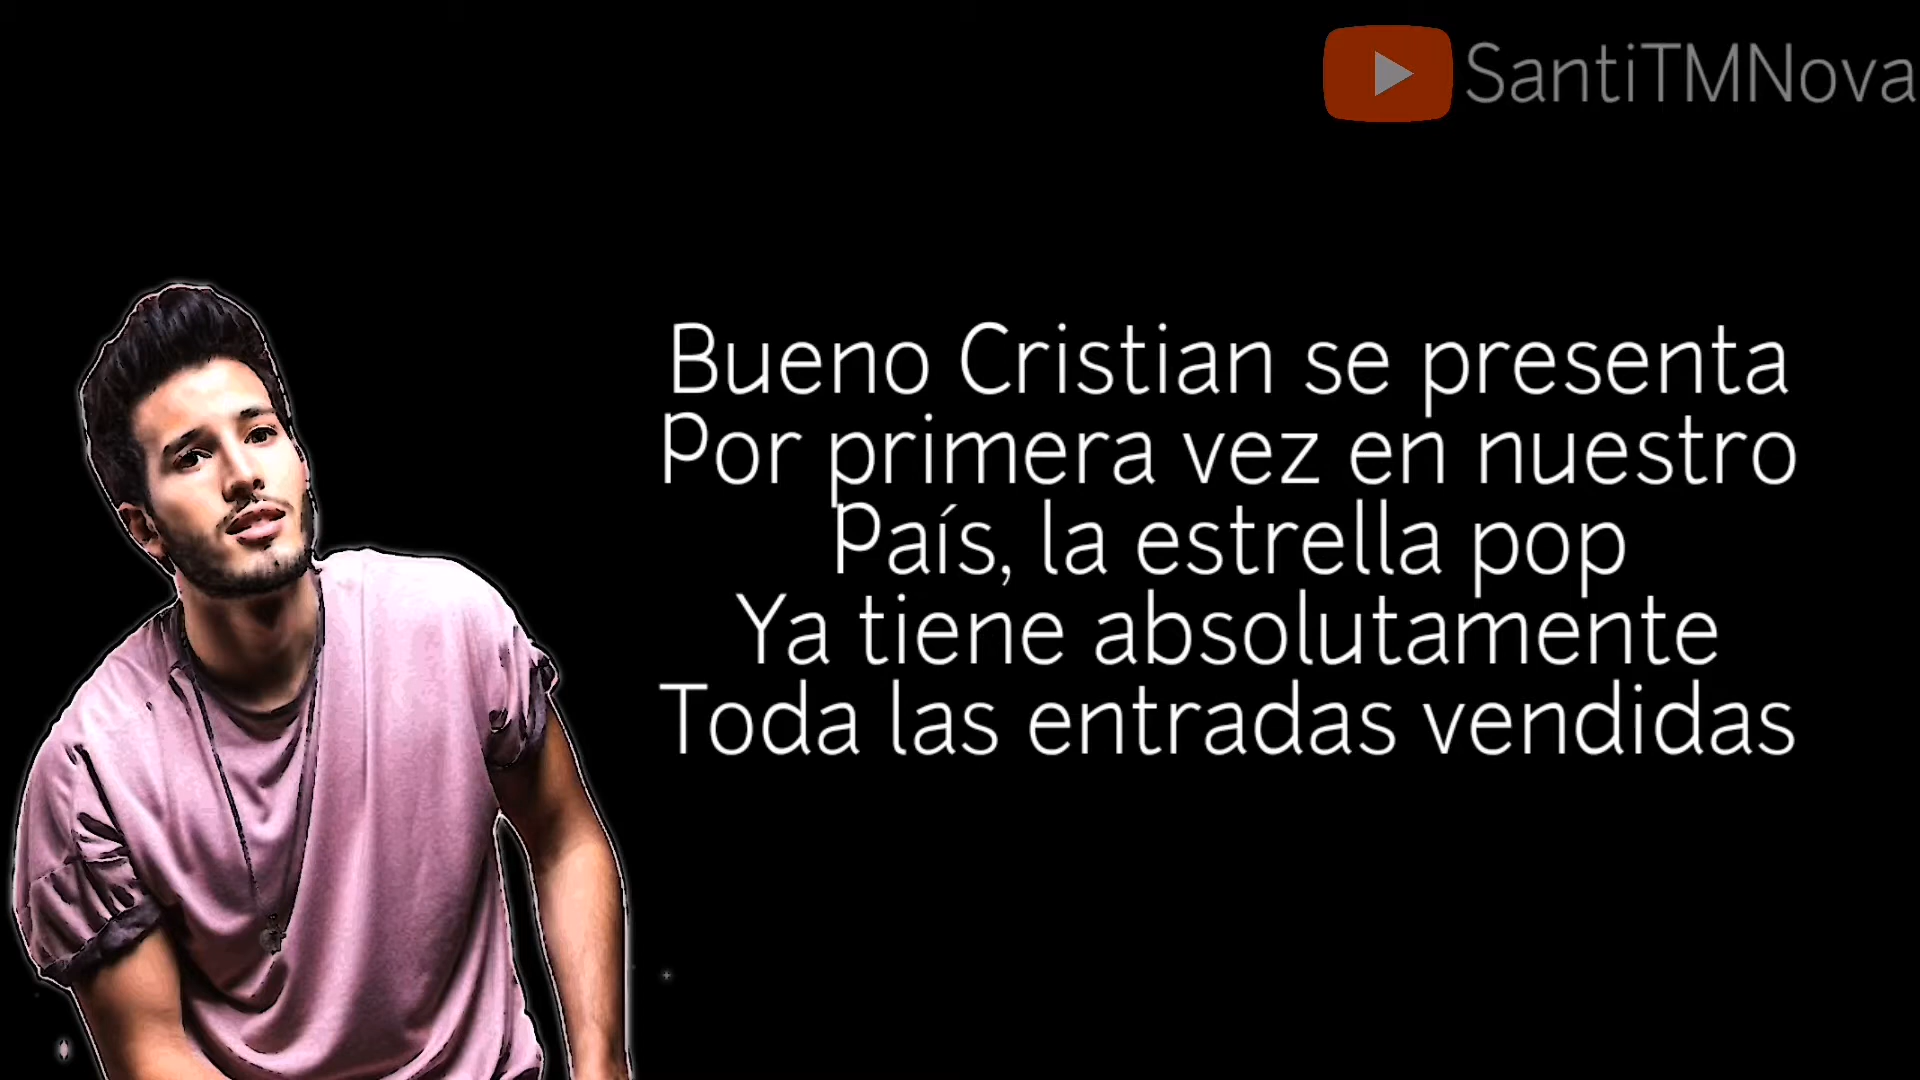 SantiTMNova
Bueno Cristian se presenta
Por primera vez en nuestro
País, la estrella pop
Ya tiene absolutamente
Toda las entradas vendidas